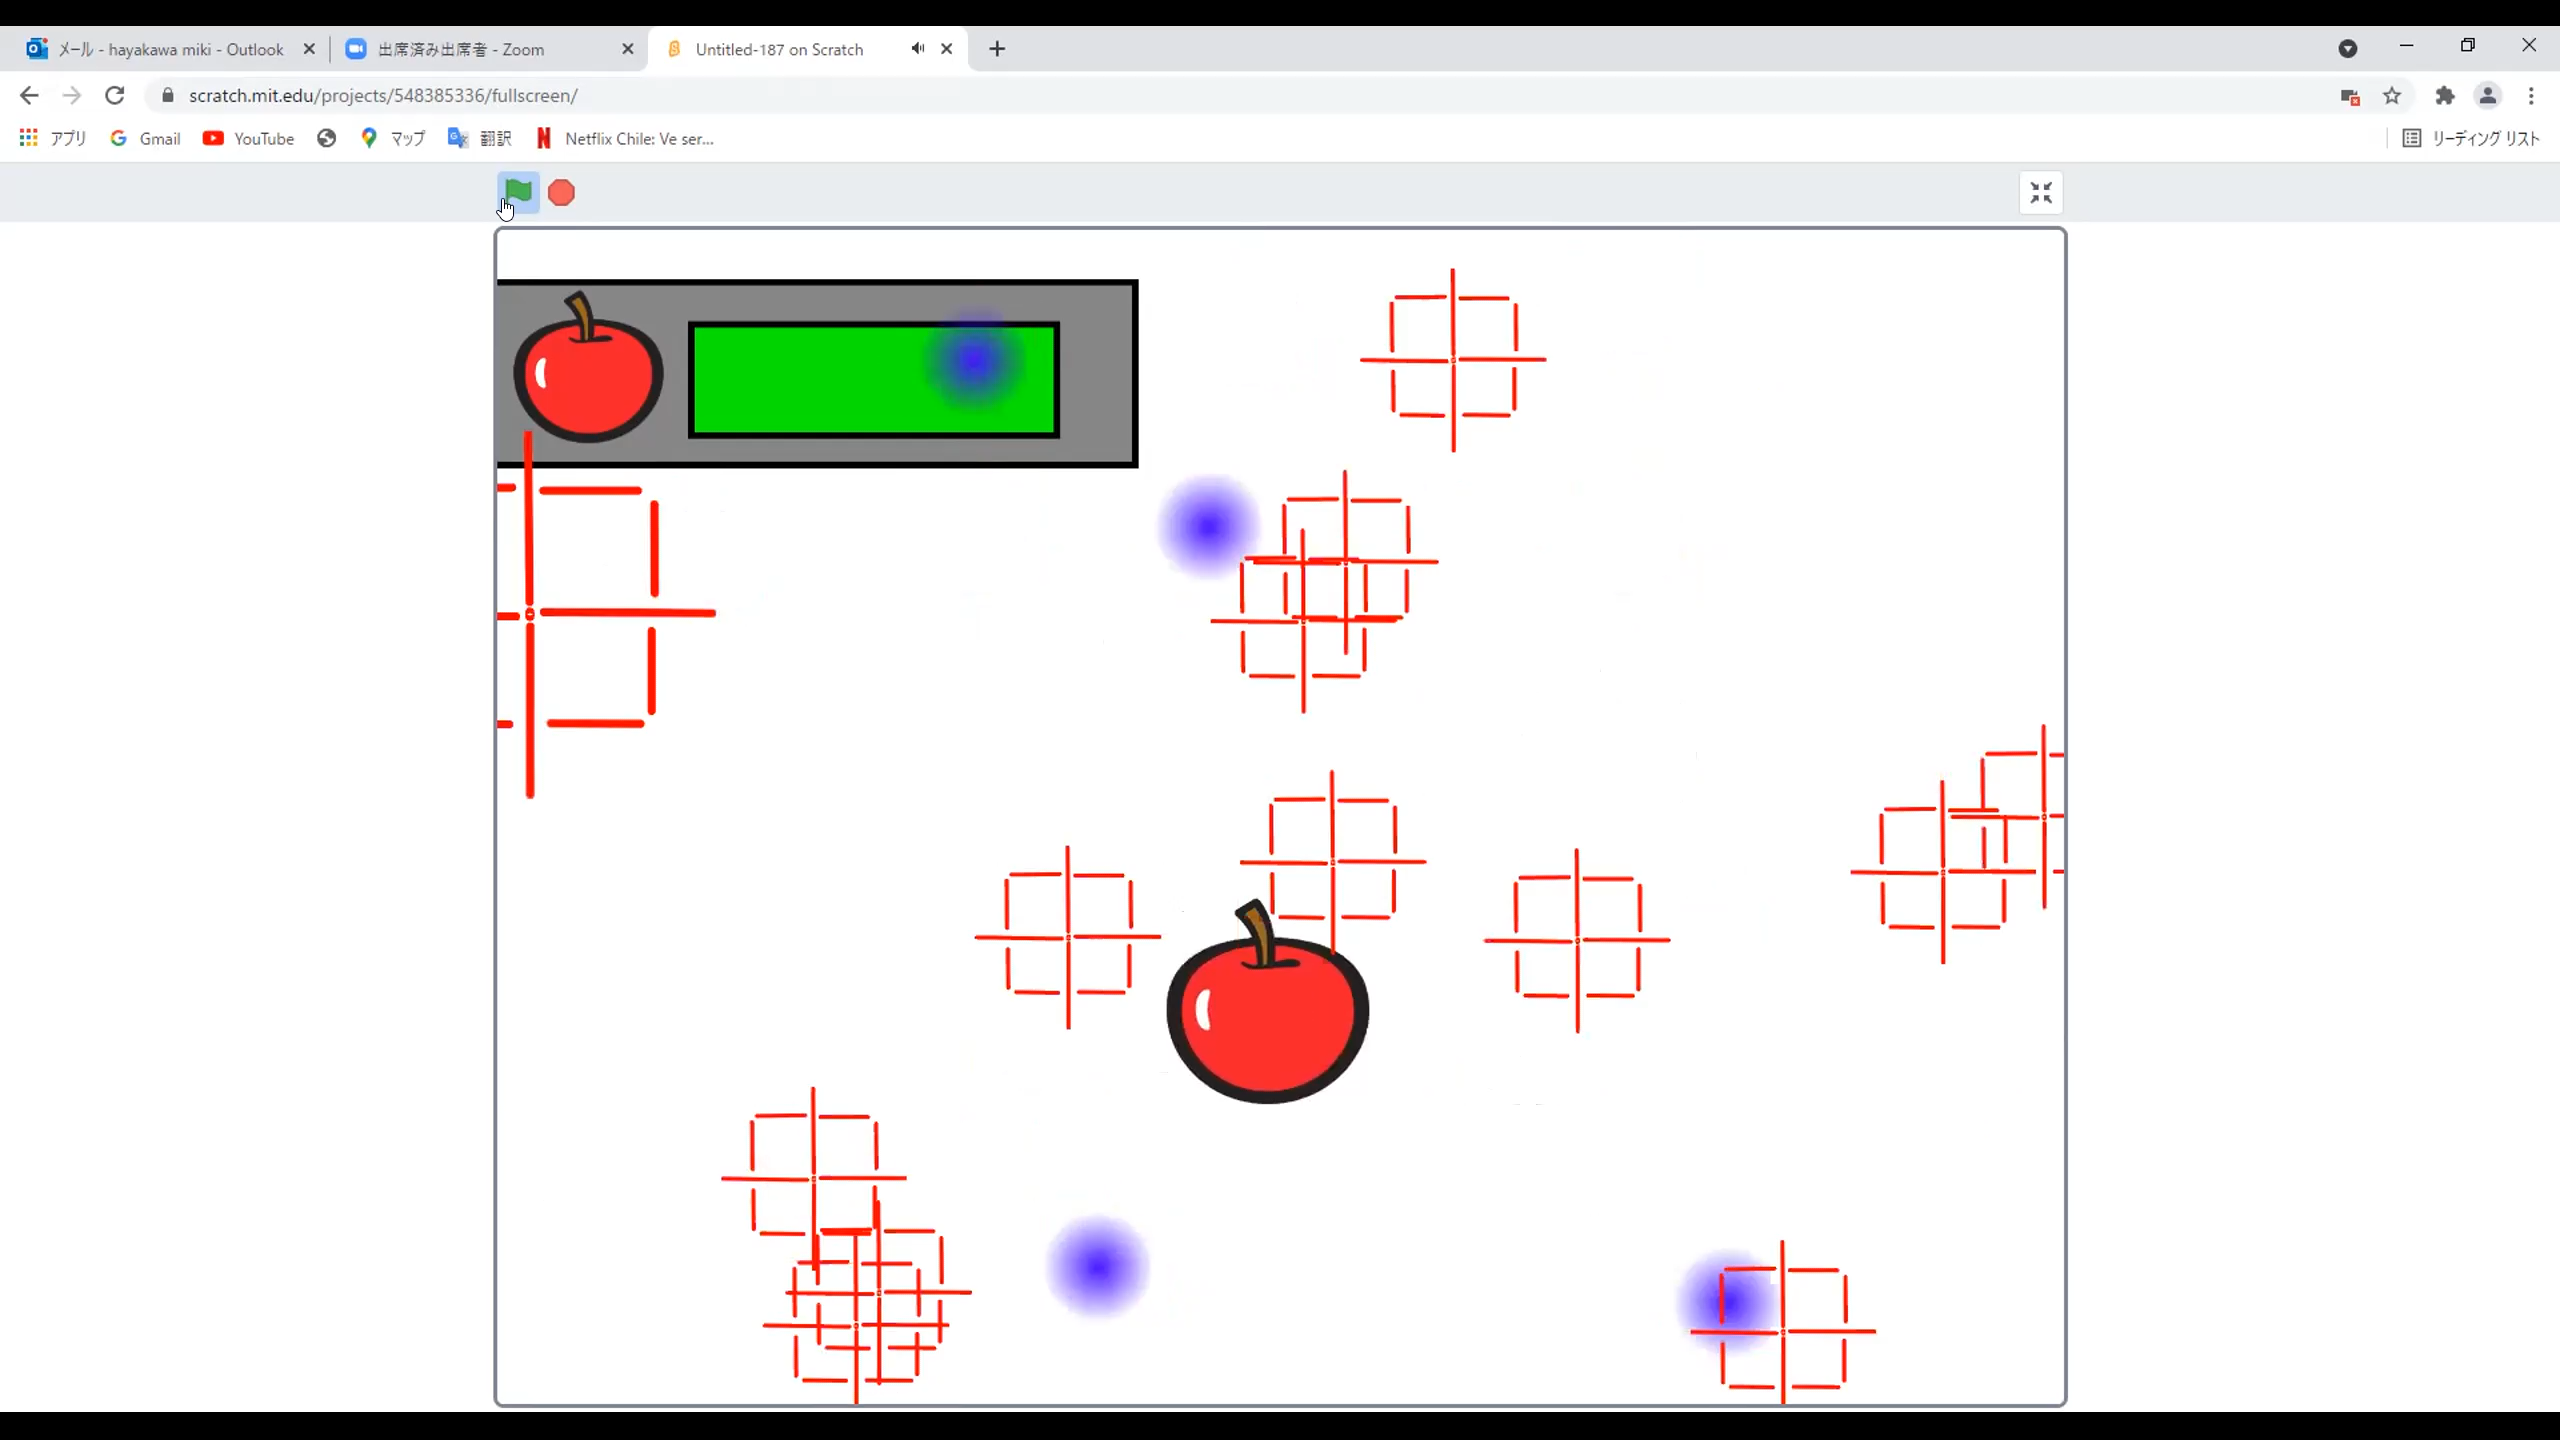 メール - hayakawa miki - Outlook
出席済み出席者 - Zoom
Untitled-187 on Scratch
scratch.mit.edu/projects/548385336/fullscreen/
アプリ
Gmail
YouTube
マップ
翻訳
Netflix Chile: Ve ser...
リーディング リスト